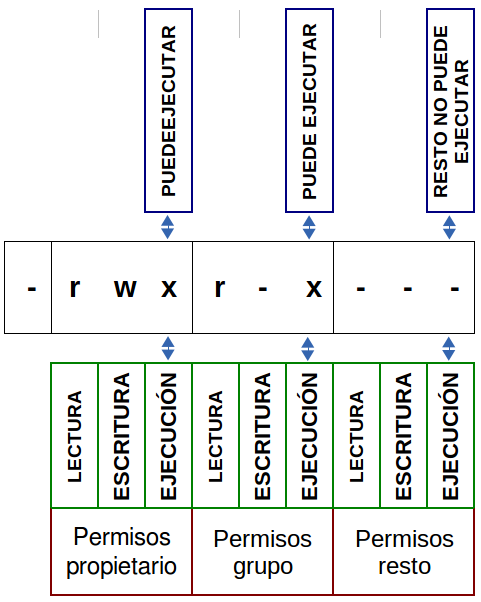 PUEDEEJECUTAR
PUEDE EJECUTAR
RESTO NO PUEDE
EJECUTAR
- r w x r - x - - -
LECTURA
ESCRITURA
EJECUCIÓN
LECTURA
ESCRITURA
EJECUCIÓN
LECTURA
ESCRITURA
EJECUCIÓN
Permisos
propietario
Permisos
grupo
Permisos
resto